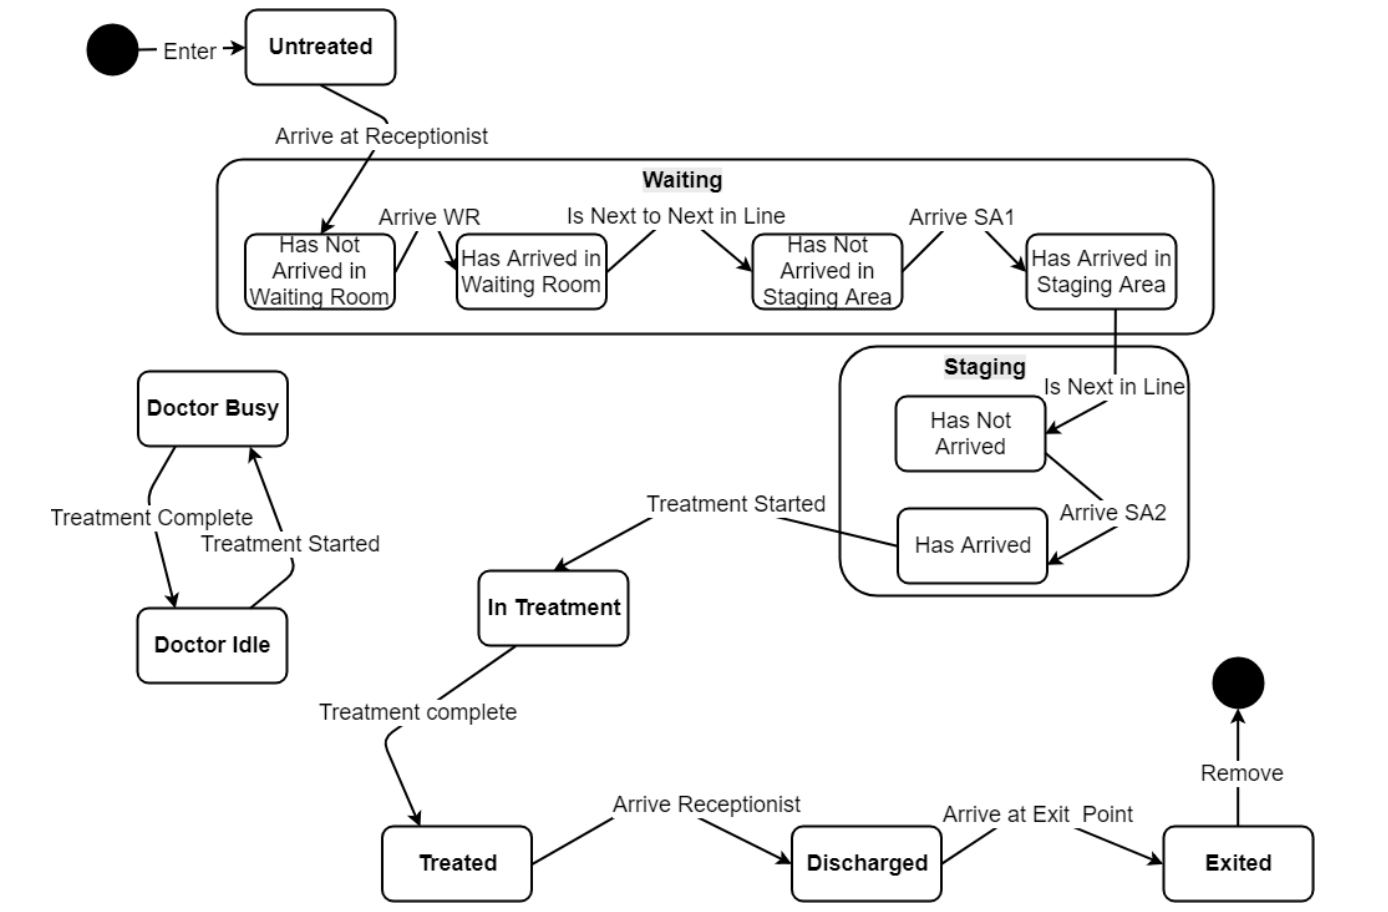 Enter
Untreated
Arrive at Receptionist
Waiting
Arrive WR
Is Next to Next in Line
Arrive SA1
Has Not
Arrived in
Waiting Room
Has Arrived in
Waiting Room
Has Not
Arrived in
Staging Area
Has Arrived in
Staging Area
Staging
Is Next in Line
Has Not
Arrived
Arrive SA2
Has Arrived
Doctor Busy
Treatment Complete
Treatment Started
Doctor Idle
Treatment Started
In Treatment
Treatment complete
Treated
Arrive Receptionist
Discharged
Arrive at Exit  Point
Exited
Remove